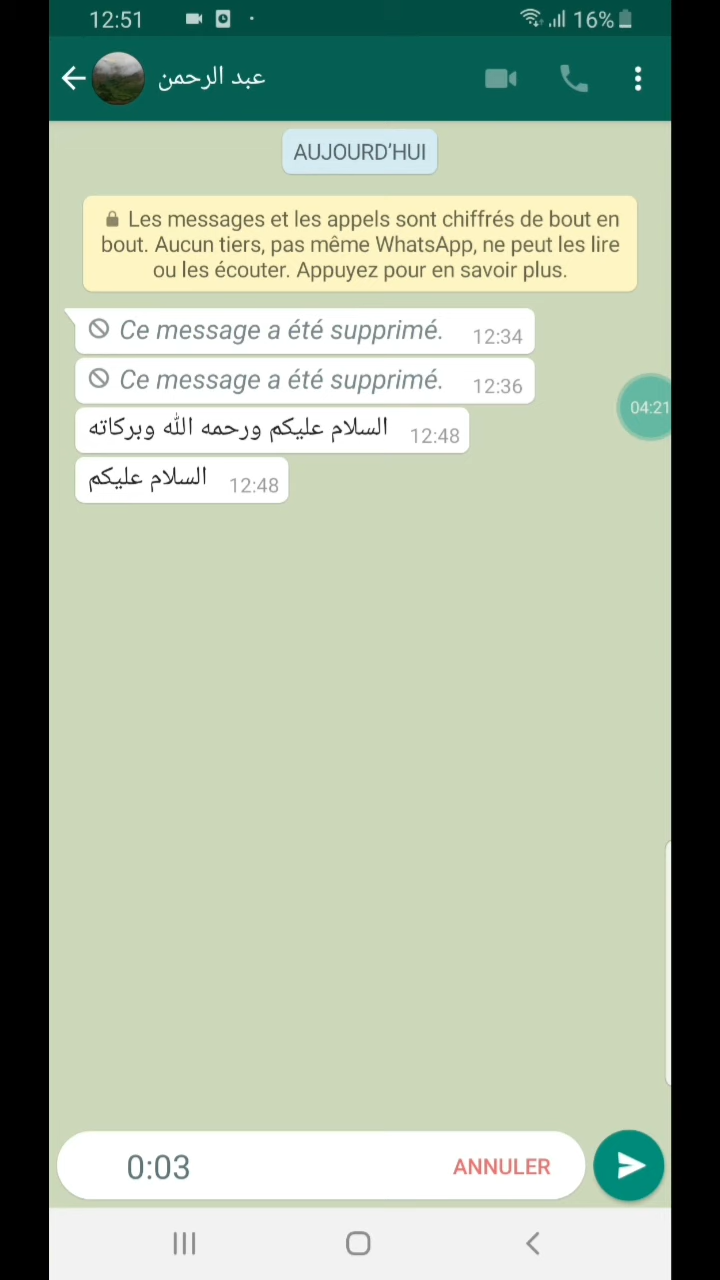 12:51
16%
عبد الرحمن
AUJOURD'HUI
Les messages et les appels sont chiffrés de bout en
bout. Aucun tiers, pas même WhatsApp, ne peut les lire
ou les écouter. Appuyez pour en savoir plus.
Ce message a été supprimé. 12:34
Ce message a été supprimé. 12:36
04:21
السلام عليكم ورحمه الله وبركاته 12:48
السلام عليكم 12:48
0:03 ANNULER